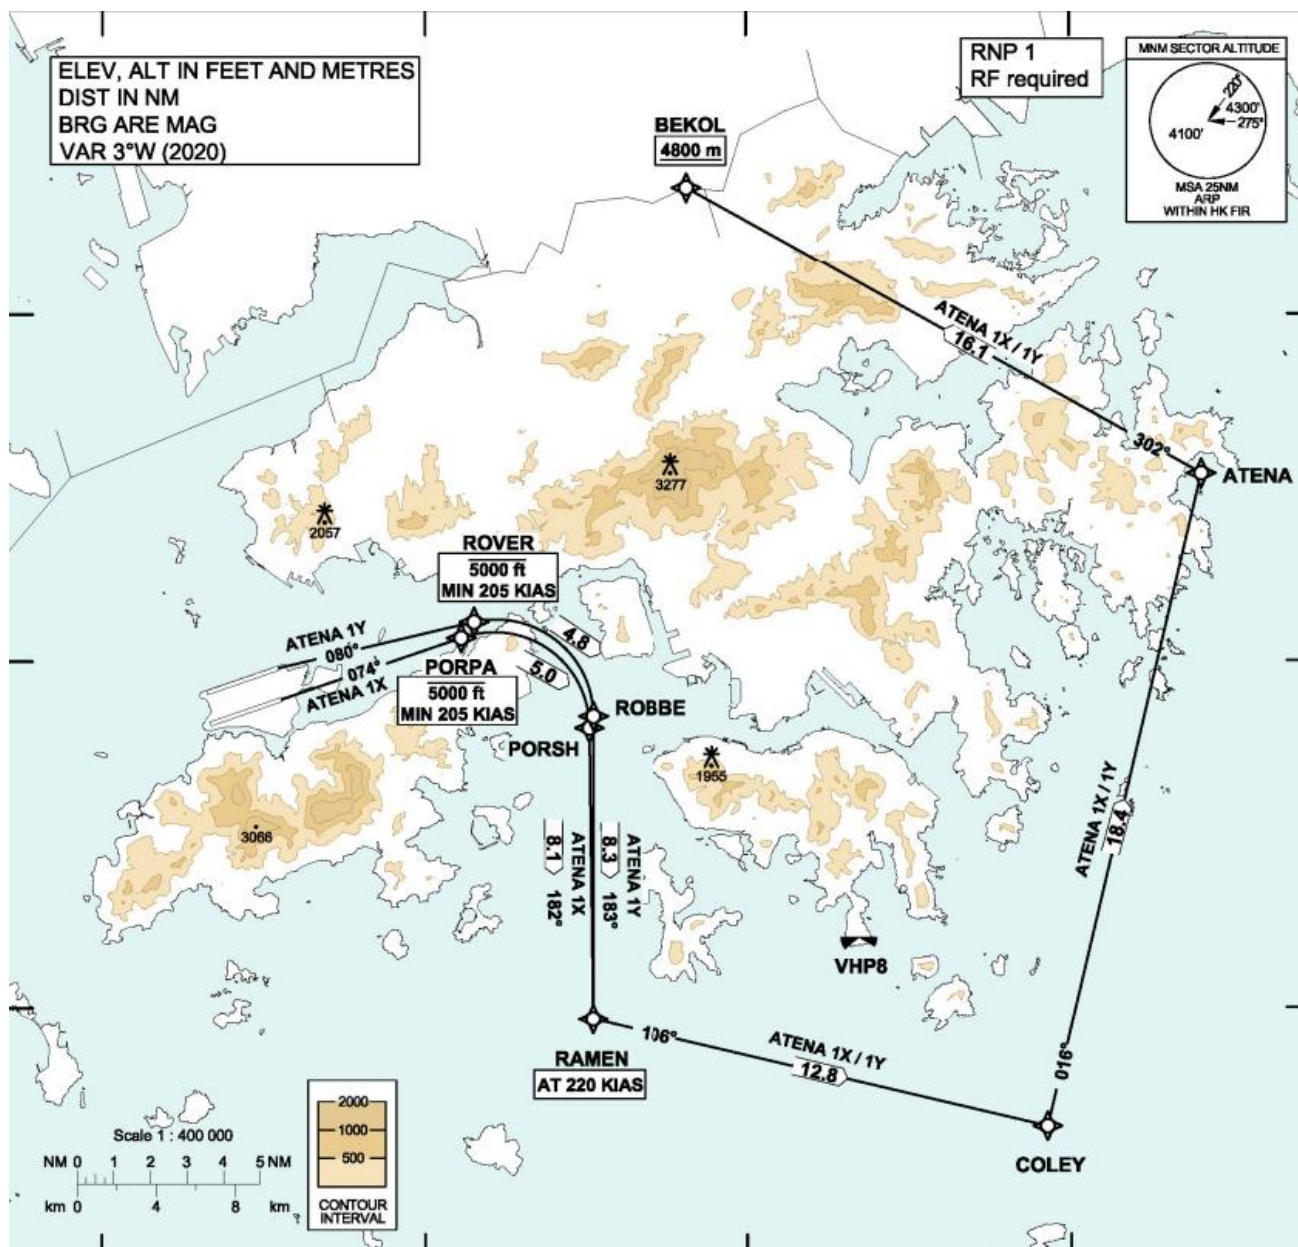 ELEV, ALT IN FEET AND METRES
DIST IN NM
BRG ARE MAG
VAR 3°W (2020)
RNP 1
RF required
MNM SECTOR ALTITUDE
220°
4300'
275°
4100'
MSA 25NM
ARP
WITHIN HK FIR
BEKOL
4800 m
ATENA 1X / 1Y
16.1
302°
ATENA
3277
2057
ROVER
5000 ft
MIN 205 KIAS
ATENA 1Y
080°
4.8
074°
ATENA 1X
PORPA
5000 ft
MIN 205 KIAS
5.0
ROBBE
PORSH
1955
3066
8.1
ATENA 1X
182°
8.3
ATENA 1Y
183°
ATENA 1X / 1Y
18.4
VHP8
RAMEN
AT 220 KIAS
106°
ATENA 1X / 1Y
12.8
016°
COLEY
2000
1000
500
CONTOUR
INTERVAL
Scale 1 : 400 000
NM 0 1 2 3 4 5 NM
km 0 4 8 km